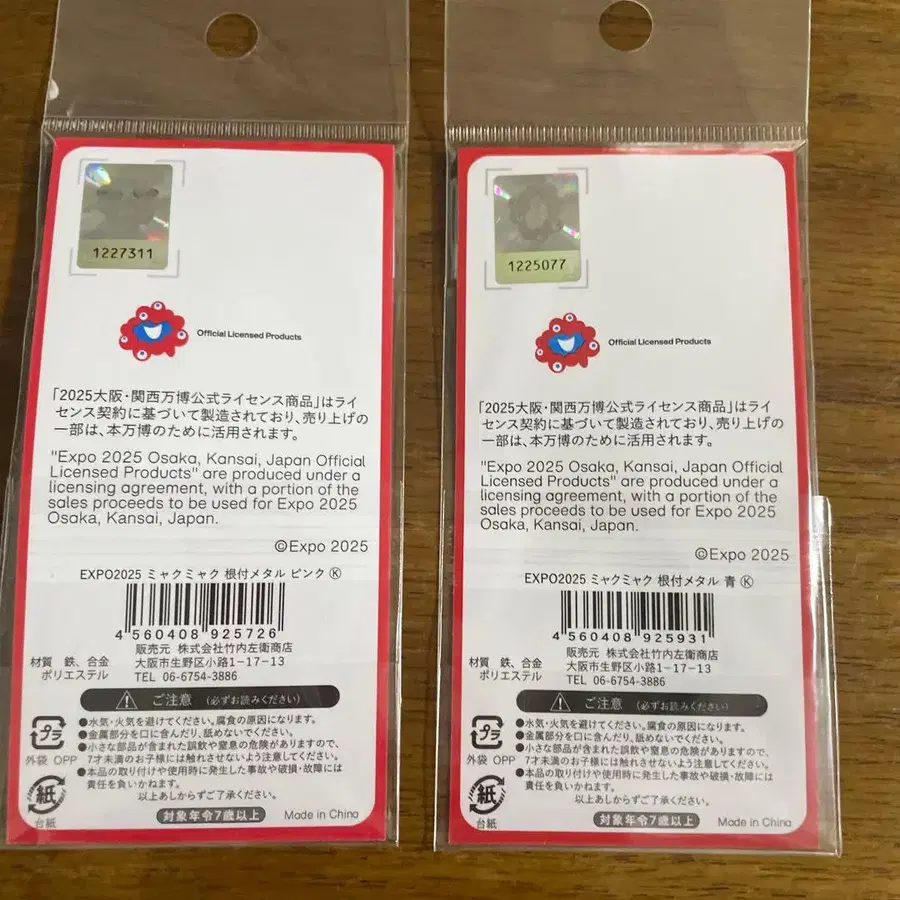 1227311
Official Licensed Products
「2025大阪・関西万博公式ライセンス商品」はライ
センス契約に基づいて製造されており、売り上げの
一部は、本万博のために活用されます。
"Expo 2025 Osaka, Kansai, Japan Official
Licensed Products" are produced under a
licensing agreement, with a portion of the
sales proceeds to be used for Expo 2025
Osaka, Kansai, Japan.
©Expo 2025
EXPO2025 ミャクミャク 根付メタル ピンク Ⓚ
4 560408 925726
販売元 株式会社竹内左衛商店
大阪市生野区小路1-17-13
TEL 06-6754-3886
材質 鉄、合金
ポリエステル
ご注意 (必ずお読みください)
●水気・火気を避けてください。腐食の原因になります。
●金属部分を口に含んだり、舐めないでください。
●小さな部品が含まれた誤飲や窒息の危険がありますので、
7才未満のお子様には触れさせないよう注意してください。
●本品の取り付けや使用時に発生した事故や破損・故障には
責任を負いかねます。
以上あしからずご了承ください。
プラ
外袋 OPP
紙
台紙
対象年令7歳以上
Made in China
1225077
Official Licensed Products
「2025大阪・関西万博公式ライセンス商品」はライ
センス契約に基づいて製造されており、売り上げの
一部は、本万博のために活用されます。
"Expo 2025 Osaka, Kansai, Japan Official
Licensed Products" are produced under a
licensing agreement, with a portion of the
sales proceeds to be used for Expo 2025
Osaka, Kansai, Japan.
©Expo 2025
EXPO2025 ミャクミャク 根付メタル 青 Ⓚ
4 560408 925931
販売元 株式会社竹内左衛商店
大阪市生野区小路1-17-13
TEL 06-6754-3886
材質 鉄、合金
ポリエステル
ご注意 (必ずお読みください)
●水気・火気を避けてください。腐食の原因になります。
●金属部分を口に含んだり、舐めないでください。
●小さな部品が含まれた誤飲や窒息の危険がありますので、
7才未満のお子様には触れさせないよう注意してください。
●本品の取り付けや使用時に発生した事故や破損・故障には
責任を負いかねます。
以上あしからずご了承ください。
プラ
外袋 OPP
紙
台紙
対象年令7歳以上
Made in China